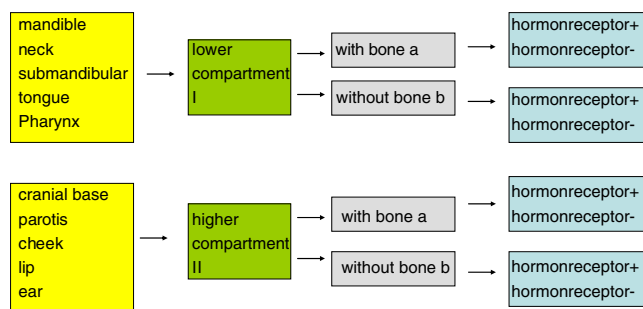 mandible
neck
submandibular
tongue
Pharynx
lower
compartment
I
with bone a
without bone b
hormonreceptor+
hormonreceptor-
hormonreceptor+
hormonreceptor-
cranial base
parotis
cheek
lip
ear
higher
compartment
II
with bone a
without bone b
hormonreceptor+
hormonreceptor-
hormonreceptor+
hormonreceptor-